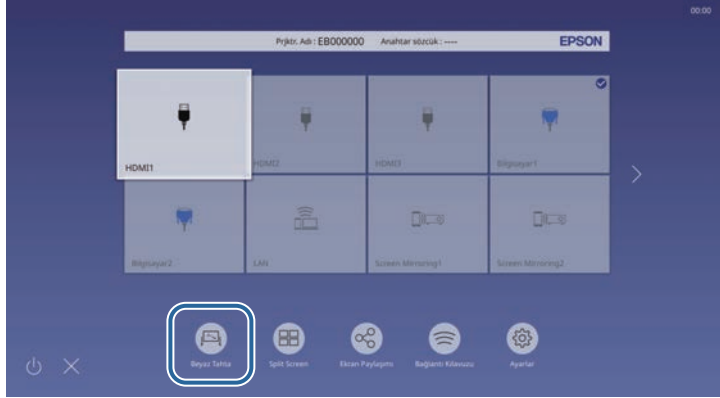 00:00
Prjktr. Adı : EB000000 Anahtar sözcük : ---- EPSON
HDMI1
HDMI2
HDMI3
Bilgisayar1
Bilgisayar2
LAN
Screen Mirroring1
Screen Mirroring2
Beyaz Tahta
Split Screen
Ekran Paylaşımı
Bağlantı Kılavuzu
Ayarlar